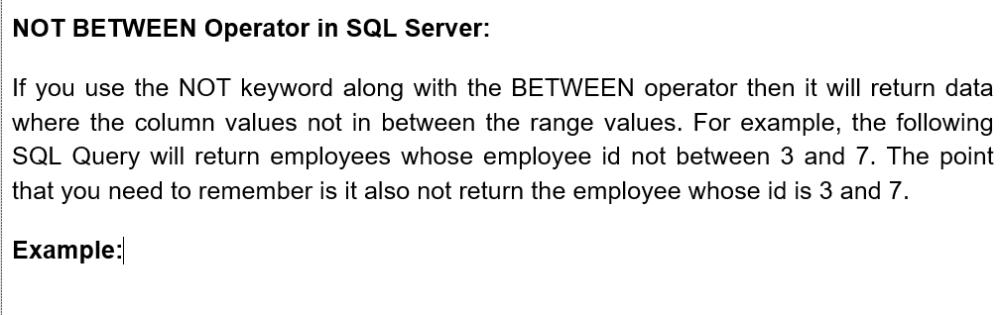 NOT BETWEEN Operator in SQL Server:
If you use the NOT keyword along with the BETWEEN operator then it will return data
where the column values not in between the range values. For example, the following
SQL Query will return employees whose employee id not between 3 and 7. The point
that you need to remember is it also not return the employee whose id is 3 and 7.
Example: